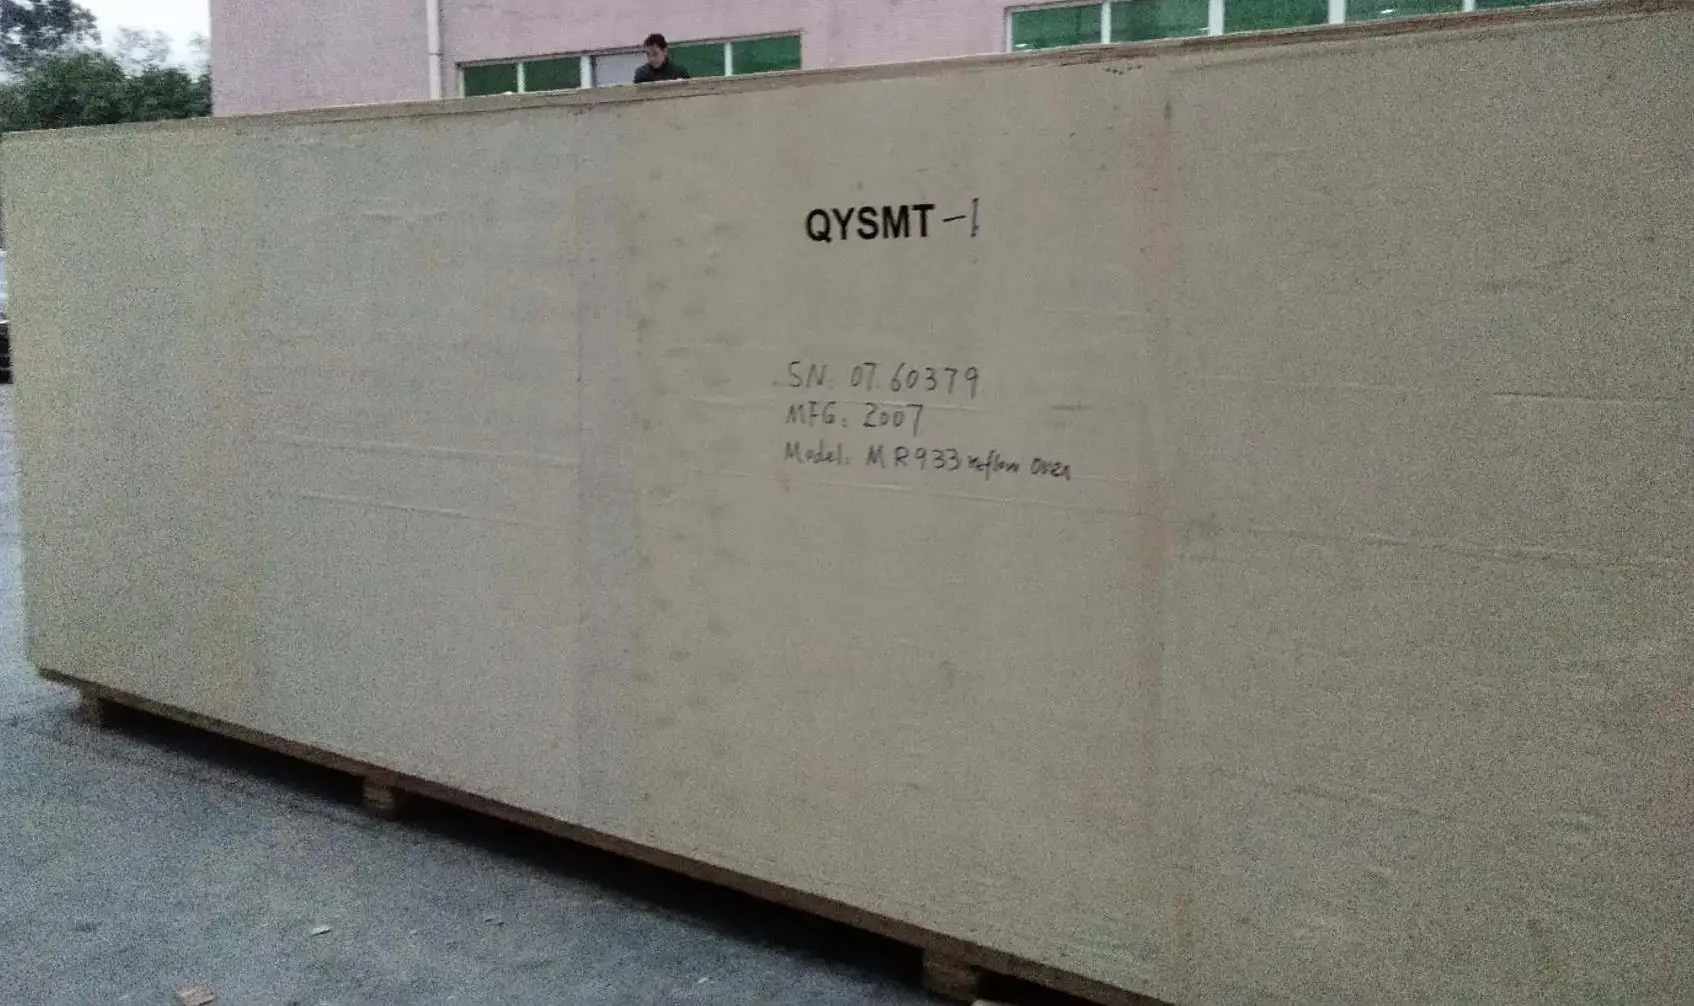 QYSMT -1
SN. 07.60379
MFG: 2007
Model: MR933 reflow oven